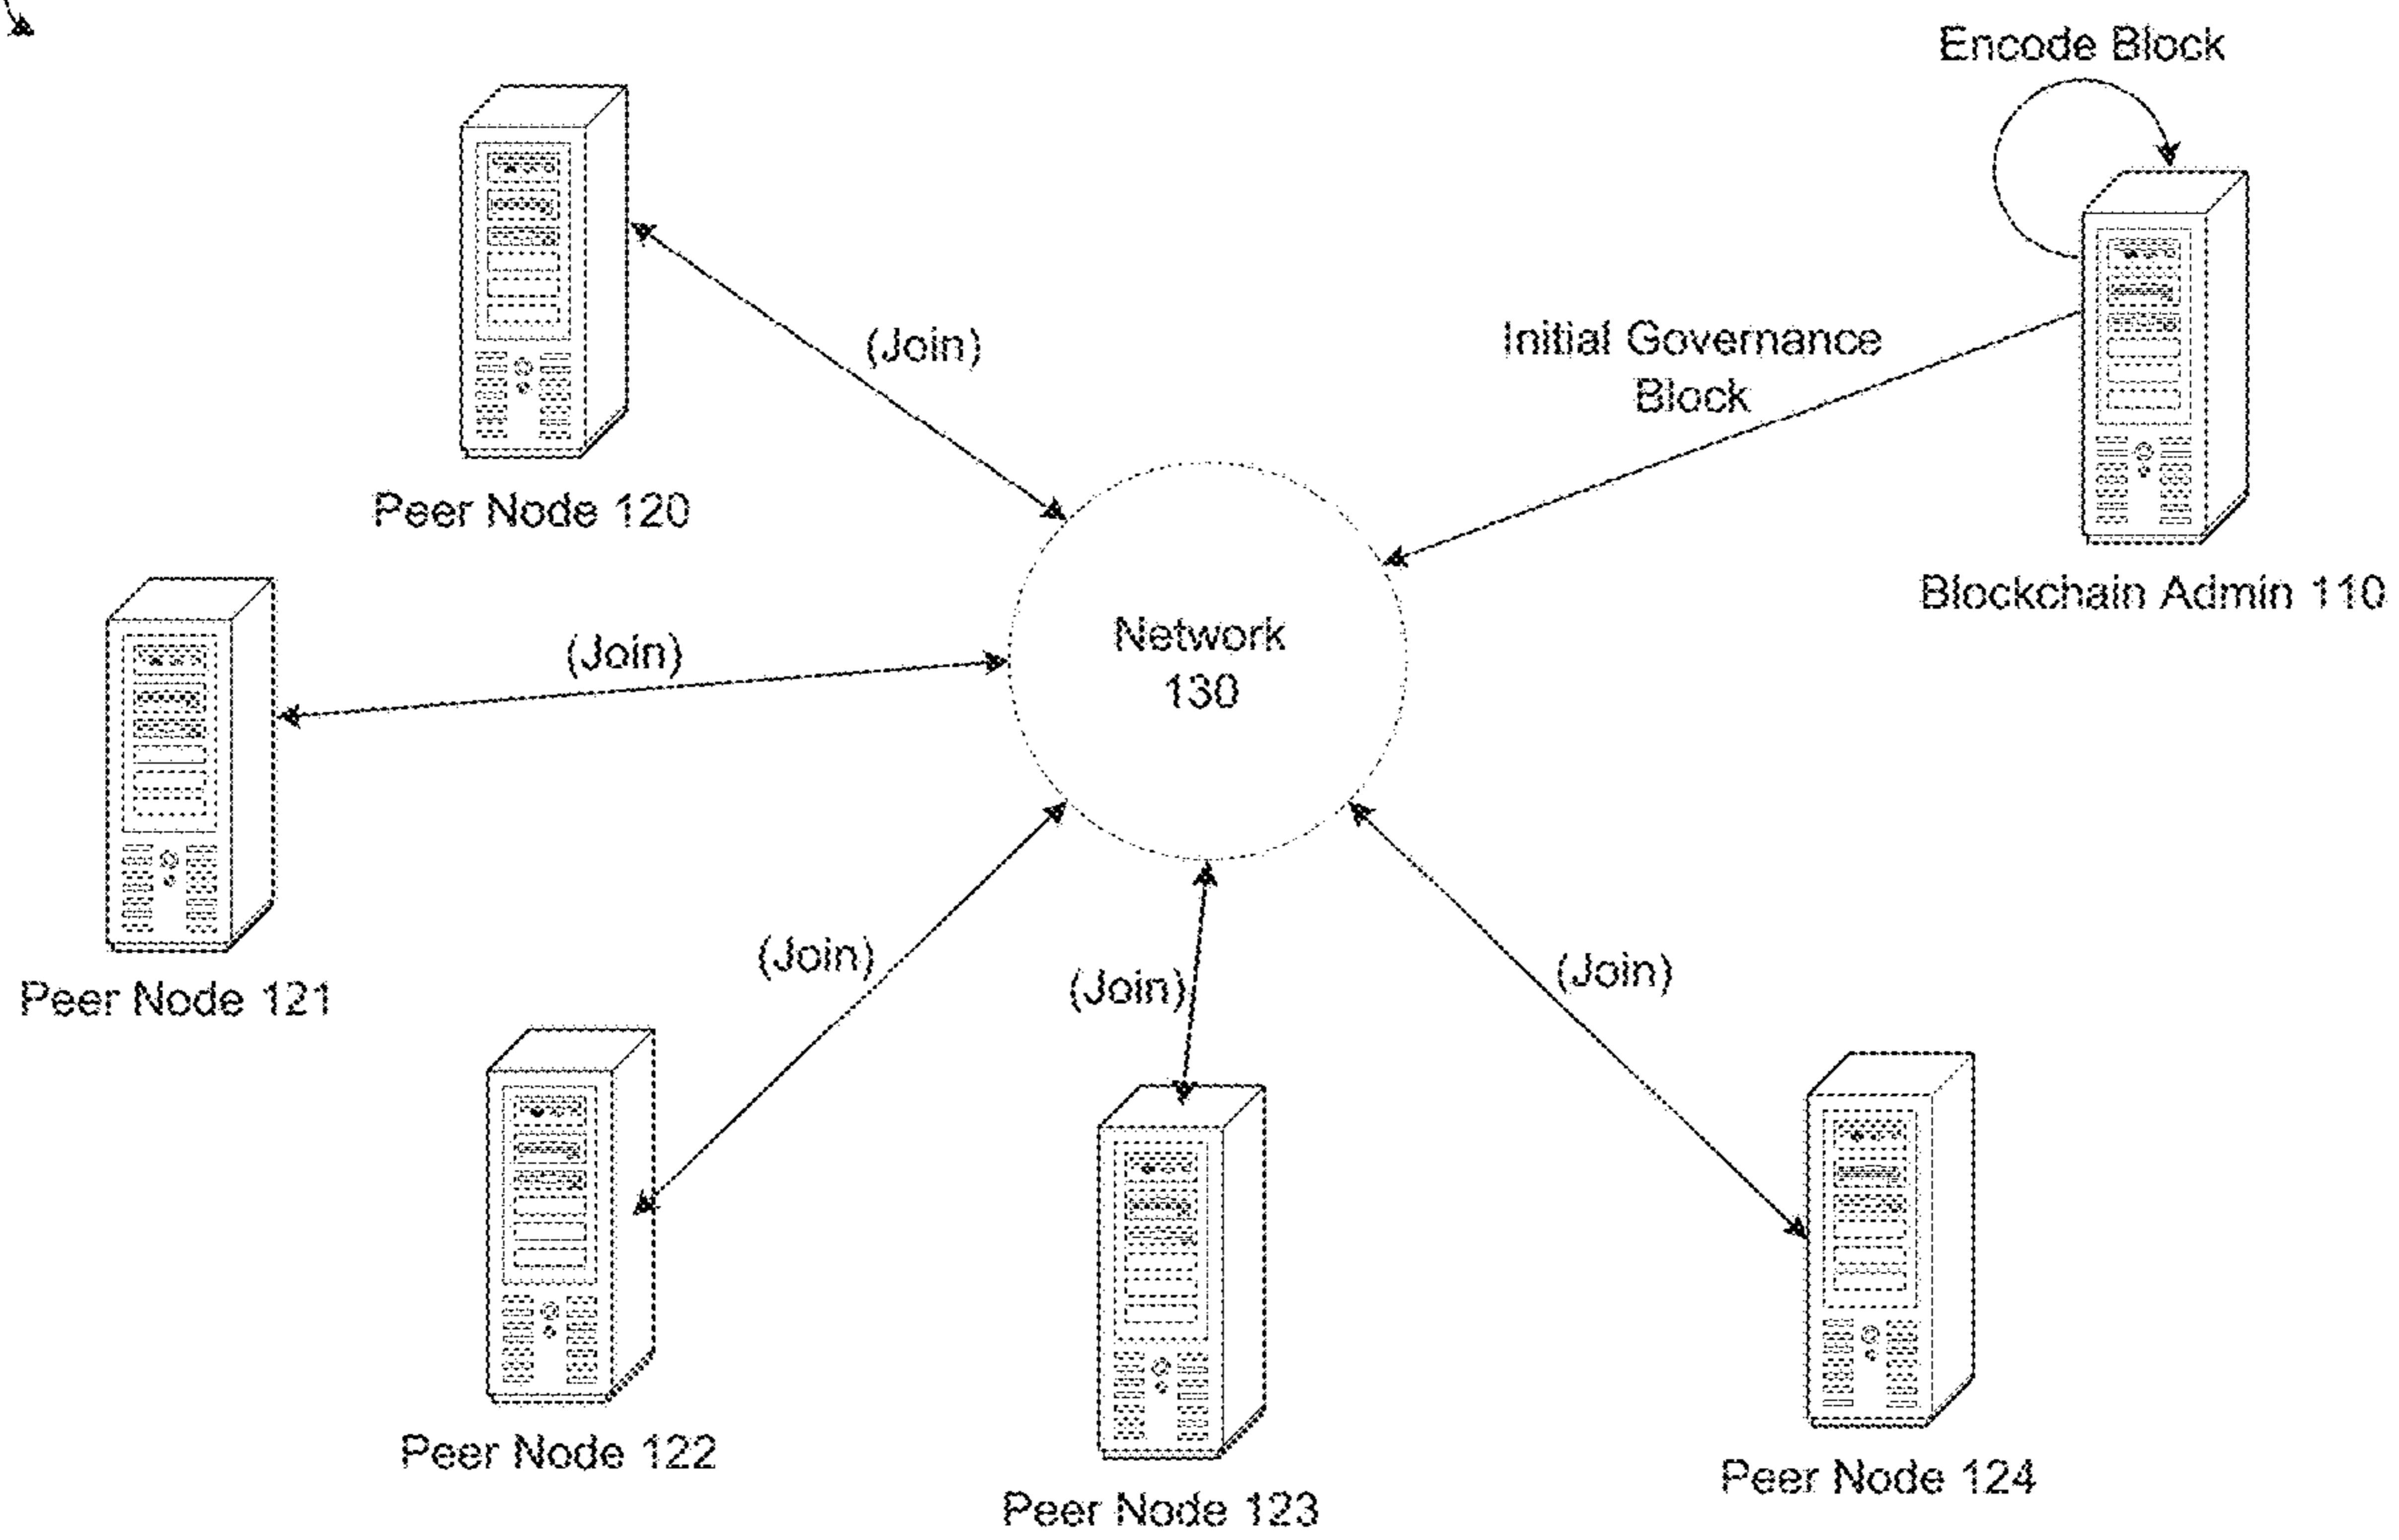 Encode Block
(Join)
Initial Governance
Block
Peer Node 120
Blockchain Admin 110
Network
130
(Join)
Peer Node 121
(Join)
(Join)
(Join)
Peer Node 122
Peer Node 123
Peer Node 124